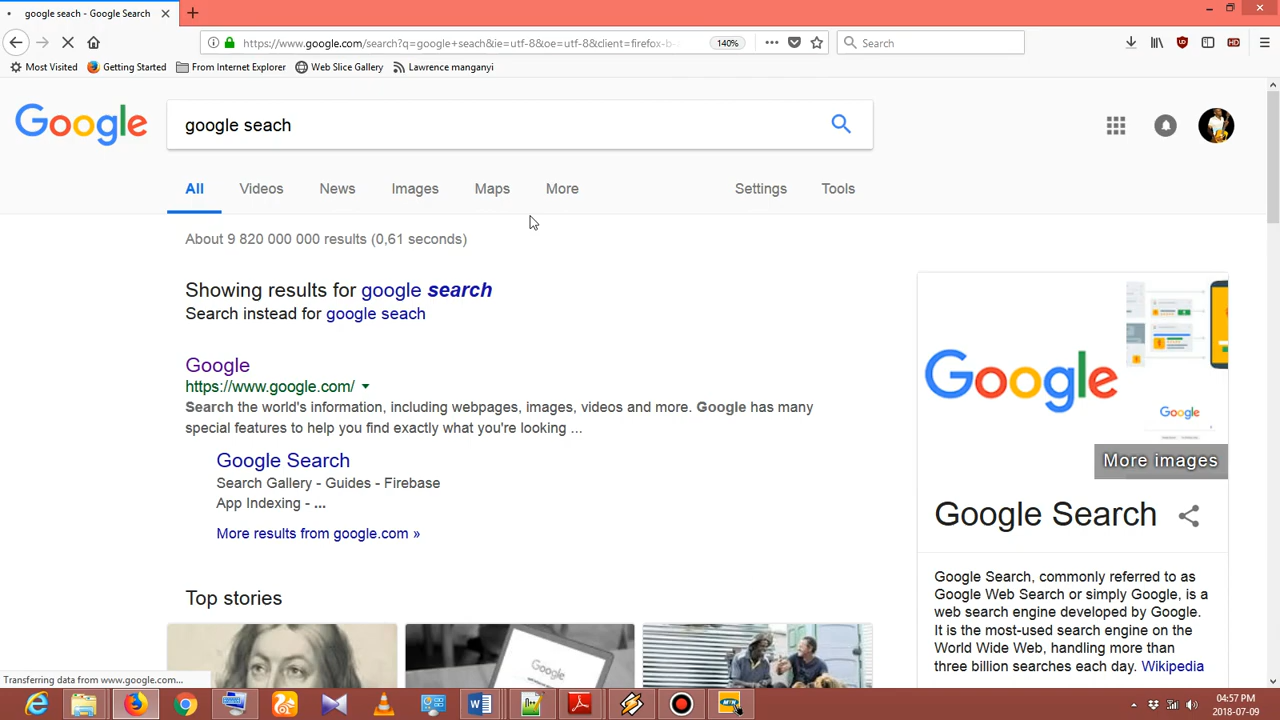 google seach - Google Search
https://www.google.com/search?q=google+seach&ie=utf-8&oe=utf-8&client=firefox-b-
140%
Search
Most Visited
Getting Started
From Internet Explorer
Web Slice Gallery
Lawrence manganyi
Google
google seach
All
Videos
News
Images
Maps
More
Settings
Tools
About 9 820 000 000 results (0,61 seconds)
Showing results for google search
Search instead for google seach
Google
https://www.google.com/
Search the world's information, including webpages, images, videos and more. Google has many
special features to help you find exactly what you're looking ...
Google Search
Search Gallery - Guides - Firebase
App Indexing - ...
More results from google.com »
Top stories
Google
Google
Google
More images
Google Search
Google Search, commonly referred to as
Google Web Search or simply Google, is a
web search engine developed by Google.
It is the most-used search engine on the
World Wide Web, handling more than
three billion searches each day. Wikipedia
Transferring data from www.google.com...
04:57 PM
2018-07-09